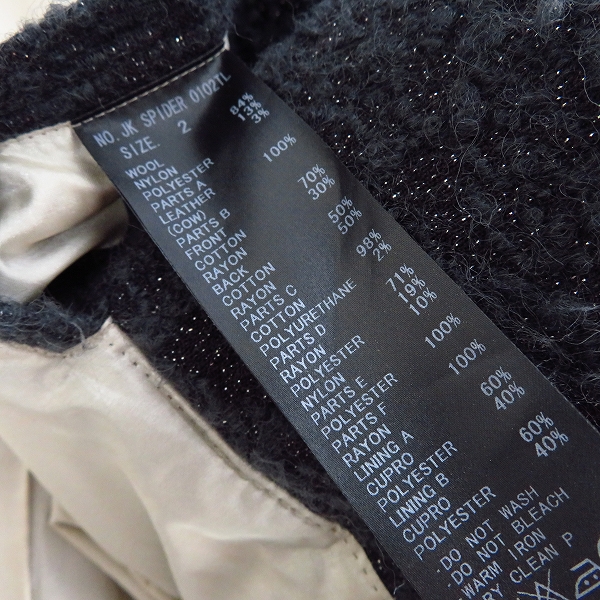 NO. JK SPIDER 0102TL
SIZE. 2
WOOL 84%
NYLON 13%
POLYESTER 3%
PARTS A
LEATHER 100%
(COW)
PARTS B
FRONT
COTTON 70%
RAYON 30%
BACK
COTTON 50%
RAYON 50%
PARTS C
COTTON 98%
POLYURETHANE 2%
PARTS D
RAYON 71%
POLYESTER 19%
NYLON 10%
PARTS E
POLYESTER 100%
PARTS F
RAYON 100%
LINING A
CUPRO 60%
POLYESTER 40%
LINING B
CUPRO 60%
POLYESTER 40%
DO NOT WASH
DO NOT BLEACH
WARM IRON
DRY CLEAN P